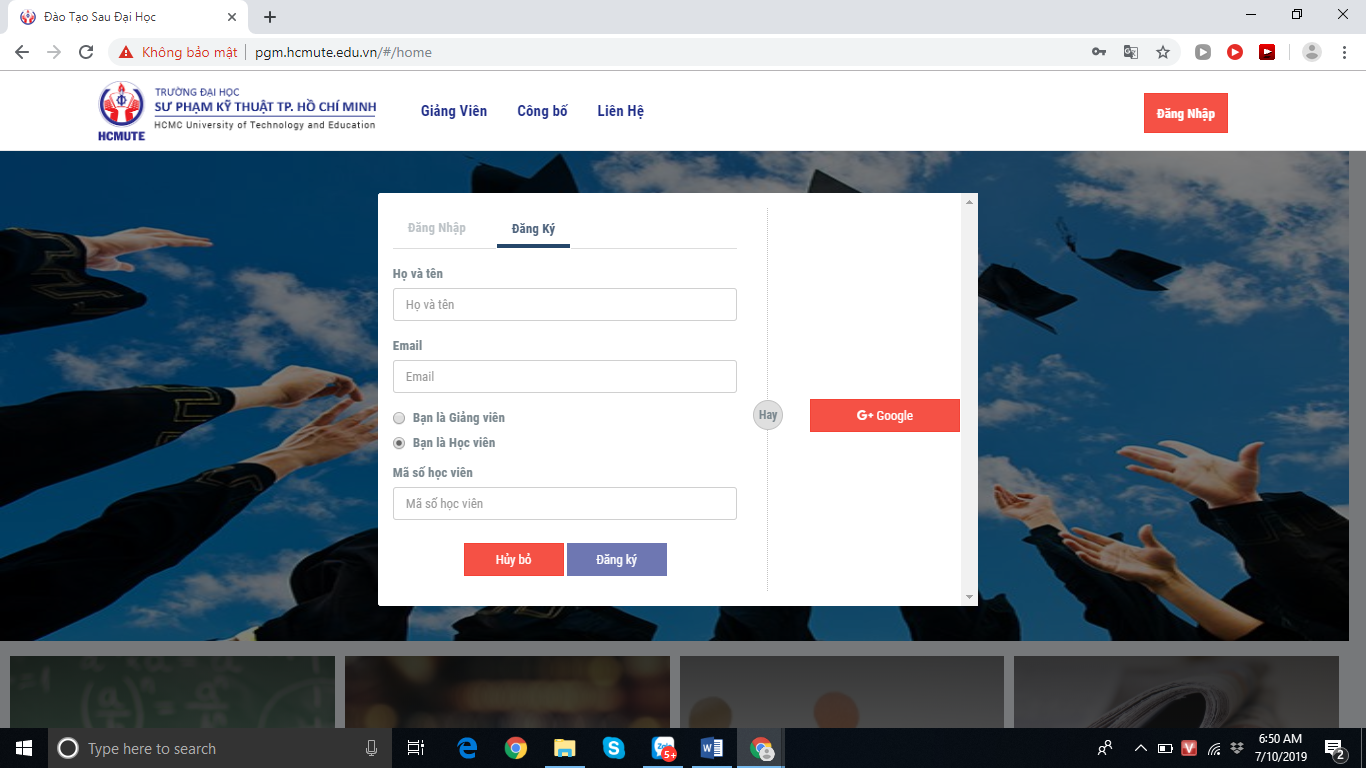 Đào Tạo Sau Đại Học
Không bảo mật
pgm.hcmute.edu.vn/#/home
TRƯỜNG ĐẠI HỌC
SƯ PHẠM KỸ THUẬT TP. HỒ CHÍ MINH
HCMC University of Technology and Education
HCMUTE
Giảng Viên
Công bố
Liên Hệ
Đăng Nhập
Đăng Nhập
Đăng Ký
Họ và tên
Họ và tên
Email
Email
Bạn là Giảng viên
Bạn là Học viên
Mã số học viên
Mã số học viên
Hủy bỏ
Đăng ký
Hay
G+ Google
Type here to search
Zalo
5+
6:50 AM
7/10/2019
2